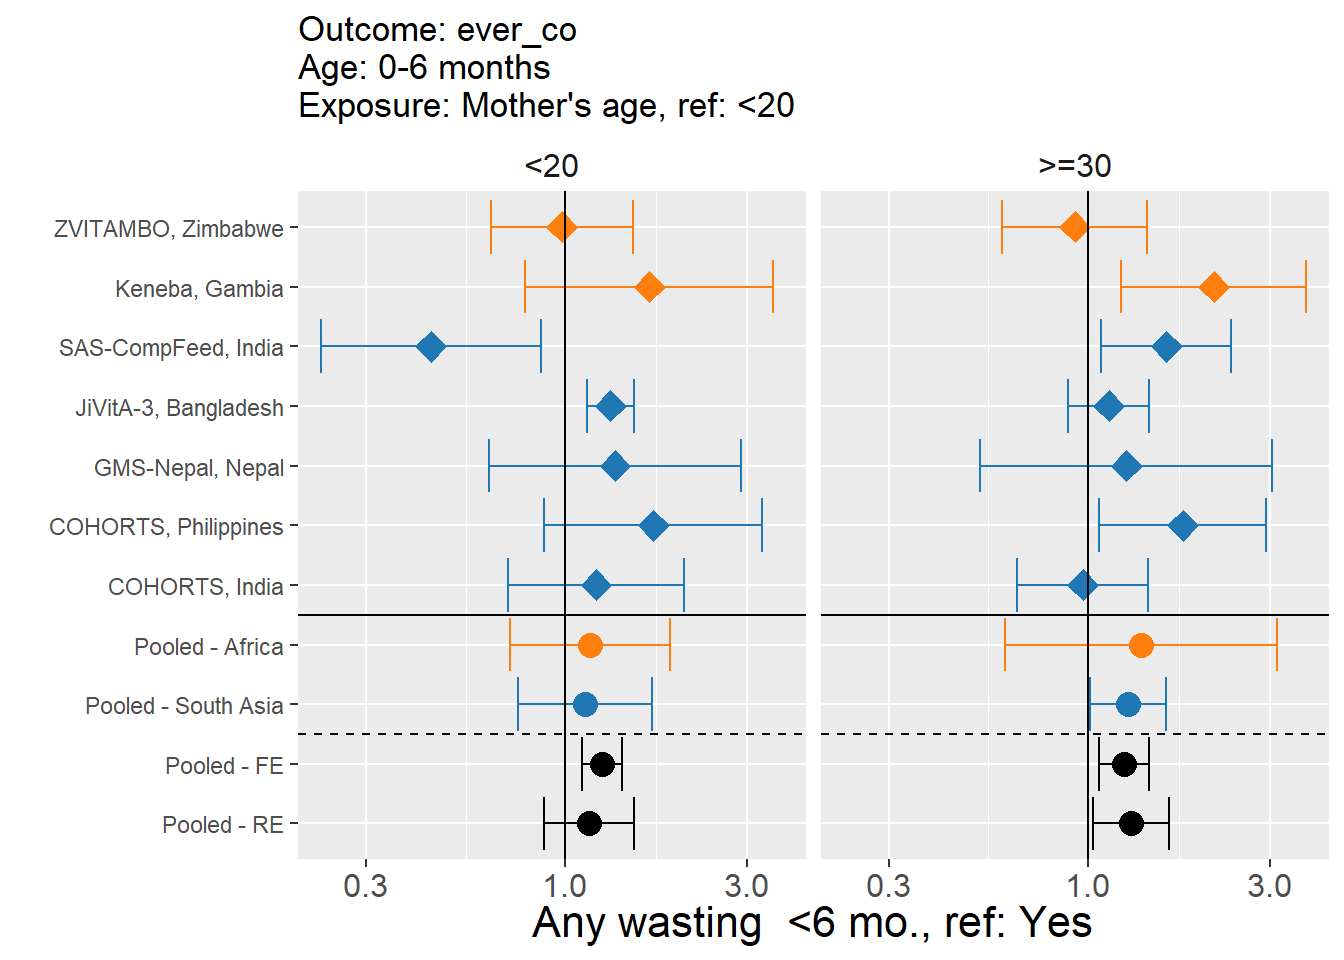 Outcome: ever_co
Age: 0-6 months
Exposure: Mother's age, ref: <20
<20
>=30
ZVITAMBO, Zimbabwe
Keneba, Gambia
SAS-CompFeed, India
JiVitA-3, Bangladesh
GMS-Nepal, Nepal
COHORTS, Philippines
COHORTS, India
Pooled - Africa
Pooled - South Asia
Pooled - FE
Pooled - RE
0.3 1.0 3.0
0.3 1.0 3.0
Any wasting  <6 mo., ref: Yes